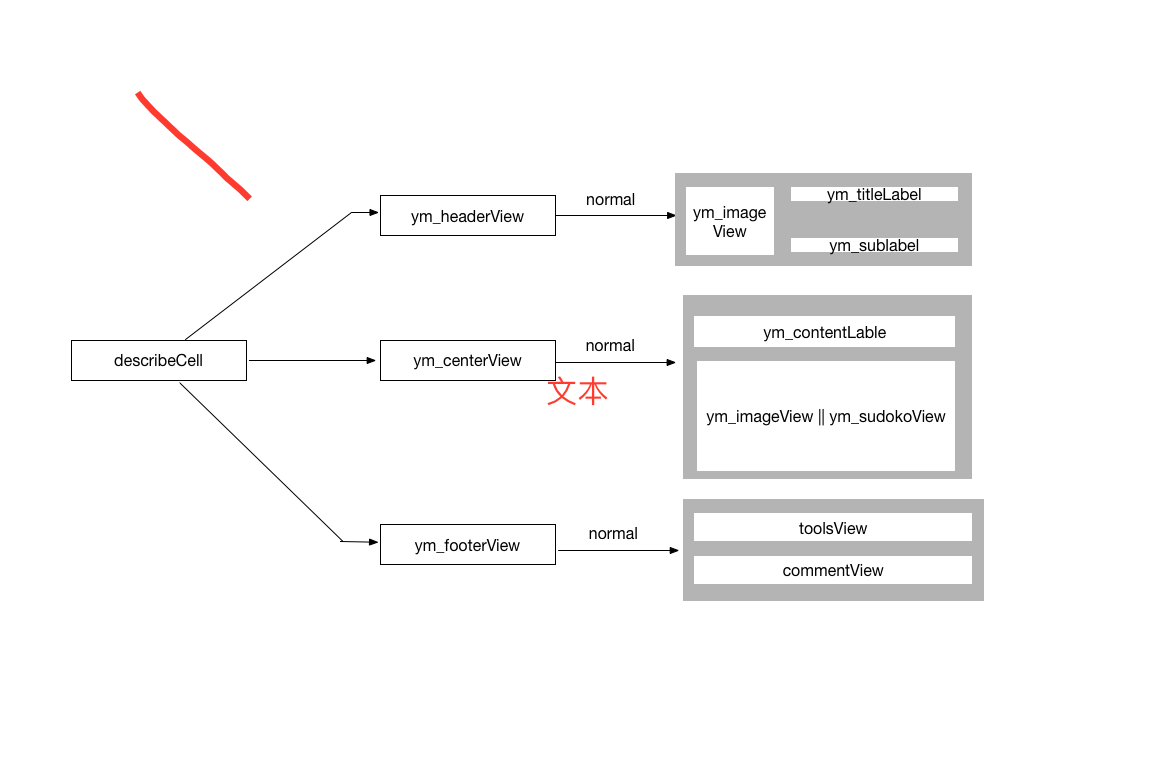 ym_headerView
normal
ym_image
View
ym_titleLabel
ym_sublabel
describeCell
ym_centerView
normal
文本
ym_contentLable
ym_imageView || ym_sudokoView
ym_footerView
normal
toolsView
commentView